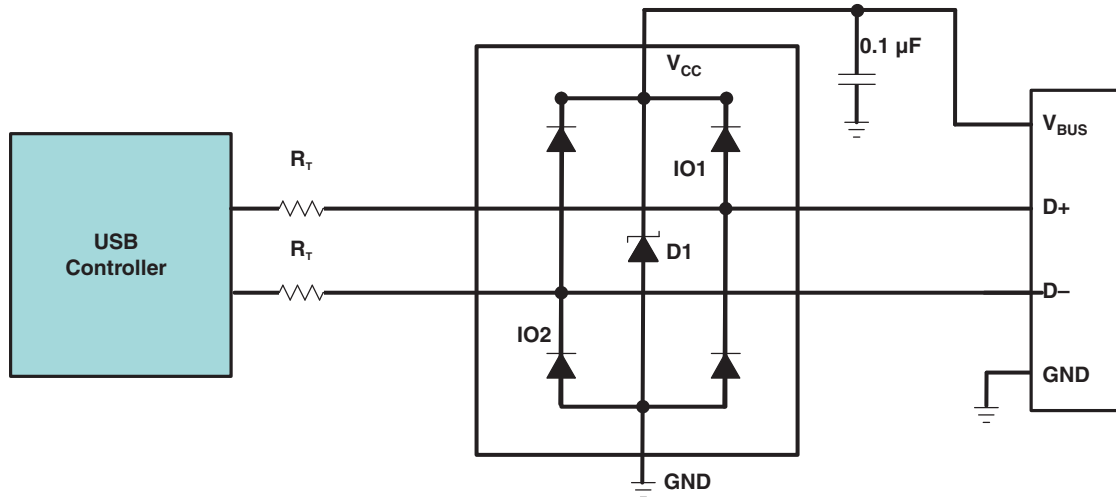 0.1 µF
VCC
VBUS
RT
IO1
D+
USB
Controller
RT
D1
D–
IO2
GND
GND